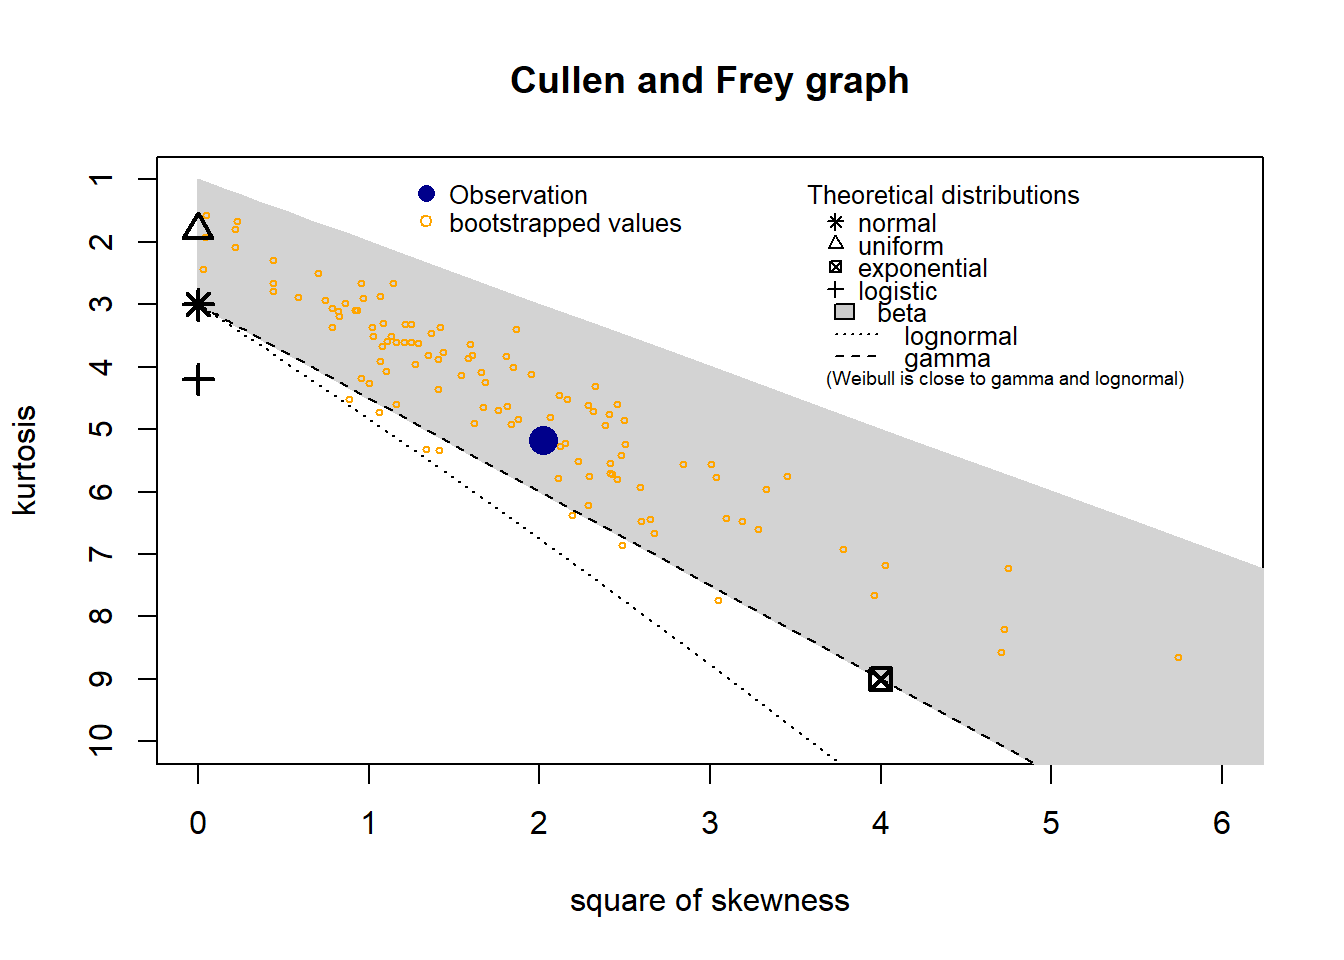 Cullen and Frey graph
Observation
bootstrapped values
Theoretical distributions
normal
uniform
exponential
logistic
beta
lognormal
gamma
(Weibull is close to gamma and lognormal)
kurtosis
1
2
3
4
5
6
7
8
9
10
0 1 2 3 4 5 6
square of skewness